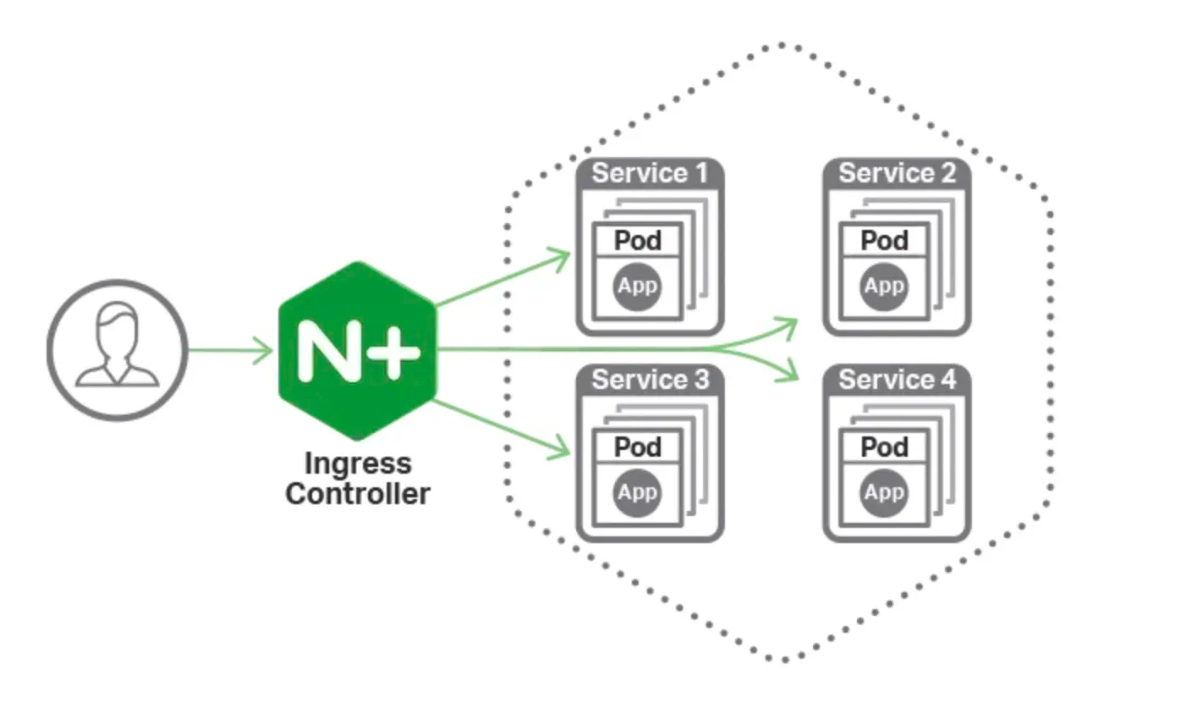 Service 1
Pod
App
Service 2
Pod
App
N+
Ingress
Controller
Service 3
Pod
App
Service 4
Pod
App